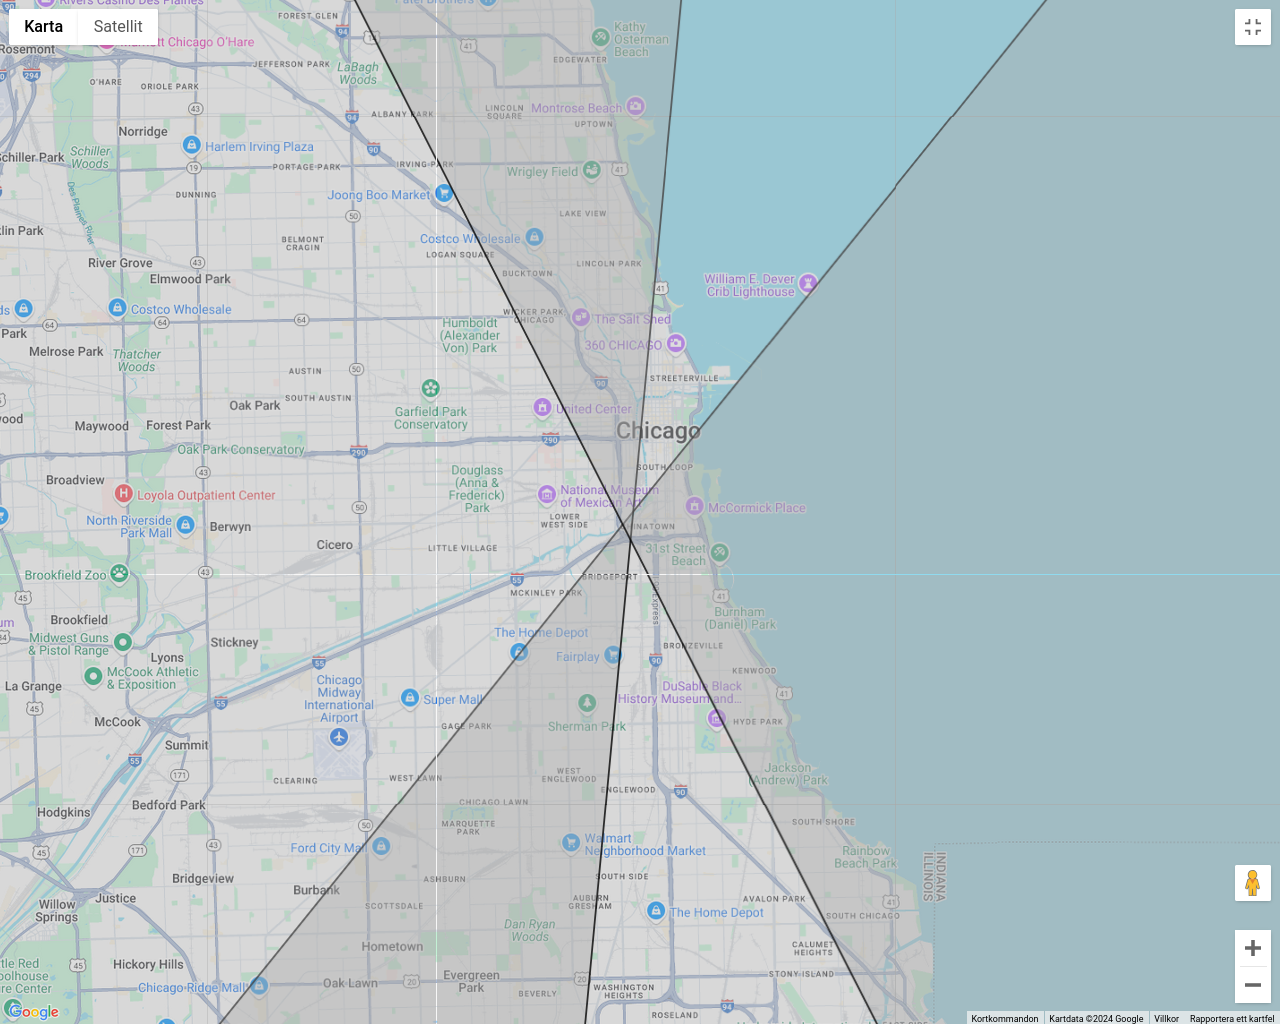 Karta
Satellit
Rivers Casino Des Plaines
Patel Brothers
FOREST GLEN
Kathy
Osterman
Beach
Rosemont
Marriott Chicago O'Hare
EDGEWATER
JEFFERSON PARK
LaBagh
Woods
O'HARE
ORIOLE PARK
LINCOLN
SQUARE
Montrose Beach
ALBANY PARK
UPTOWN
Norridge
Harlem Irving Plaza
Schiller Park
Schiller
Woods
PORTAGE PARK
IRVING PARK
Wrigley Field
DUNNING
Joong Boo Market
Des Plaines River
LAKE VIEW
klin Park
BELMONT
CRAGIN
Costco Wholesale
LOGAN SQUARE
River Grove
Elmwood Park
BUCKTOWN
LINCOLN PARK
William E. Dever
Crib Lighthouse
Costco Wholesale
WICKER PARK
CHICAGO
The Salt Shed
Humboldt
(Alexander
Von) Park
360 CHICAGO
Melrose Park
Thatcher
Woods
AUSTIN
STREETERVILLE
SOUTH AUSTIN
Oak Park
Garfield Park
Conservatory
United Center
Maywood
Forest Park
Chicago
Oak Park Conservatory
SOUTH LOOP
Broadview
Douglass
(Anna &
Frederick)
Park
Loyola Outpatient Center
National Museum
of Mexican Art
McCormick Place
North Riverside
Park Mall
Berwyn
LOWER
WEST SIDE
INATOWN
Cicero
LITTLE VILLAGE
31st Street
Beach
Brookfield Zoo
BRIDGEPORT
MCKINLEY PARK
Express
Brookfield
Burnham
(Daniel) Park
Midwest Guns
& Pistol Range
Stickney
The Home Depot
Fairplay
BRONZEVILLE
Lyons
McCook Athletic
& Exposition
KENWOOD
La Grange
Chicago
Midway
International
Airport
Super Mall
DuSable Black
History Museum and...
McCook
GAGE PARK
Sherman Park
HYDE PARK
Summit
CLEARING
WEST LAWN
WEST
ENGLEWOOD
Jackson
(Andrew) Park
ENGLEWOOD
Bedford Park
CHICAGO LAWN
Hodgkins
MARQUETTE
PARK
SOUTH SHORE
Ford City Mall
Walmart
Neighborhood Market
Rainbow
Beach Park
INDIANA
ILLINOIS
Bridgeview
ASHBURN
SOUTH SIDE
Burbank
Justice
Willow
Springs
SCOTTSDALE
AUBURN
GRESHAM
AVALON PARK
The Home Depot
SOUTH CHICAGO
Dan Ryan
Woods
Hometown
CALUMET
HEIGHTS
Hickory Hills
Evergreen
Park
STONY ISLAND
Chicago Ridge Mall
Oak Lawn
BEVERLY
WASHINGTON
HEIGHTS
ROSELAND
EAST SIDE
Google
Kortkommandon
Kartdata ©2024 Google
Villkor
Rapportera ett kartfel